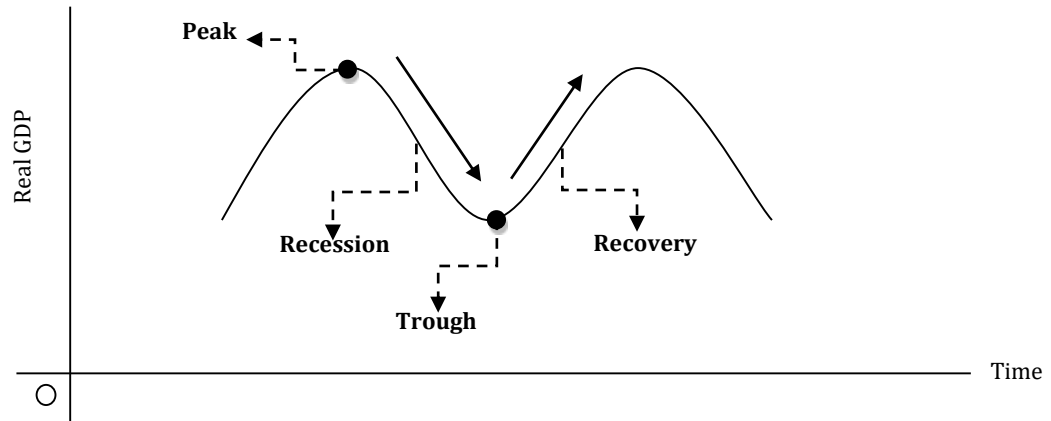 Peak
Real GDP
Recession
Recovery
Trough
Time
O